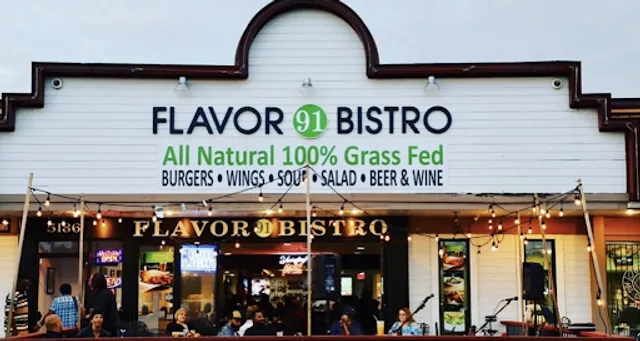 FLAVOR 91 BISTRO
All Natural 100% Grass Fed
BURGERS • WINGS • SOUP • SALAD • BEER & WINE
5186
FLAVOR 91 BISTRO